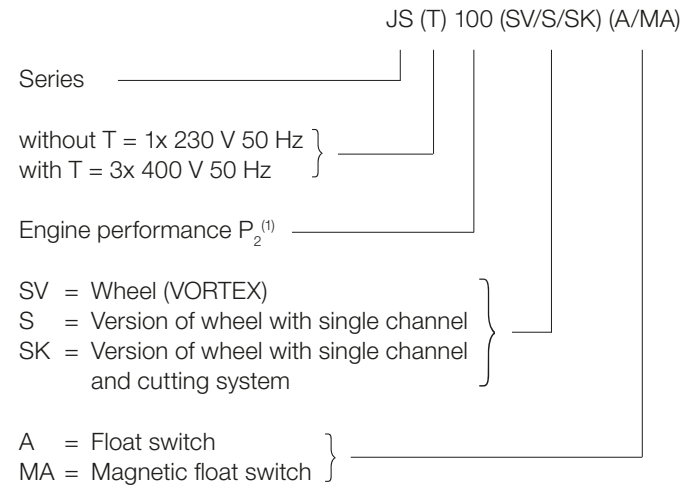 JS (T) 100 (SV/S/SK) (A/MA)
Series
without T = 1x 230 V 50 Hz
with T = 3x 400 V 50 Hz
Engine performance P₂⁽¹⁾
SV = Wheel (VORTEX)
S = Version of wheel with single channel
SK = Version of wheel with single channel
and cutting system
A = Float switch
MA = Magnetic float switch